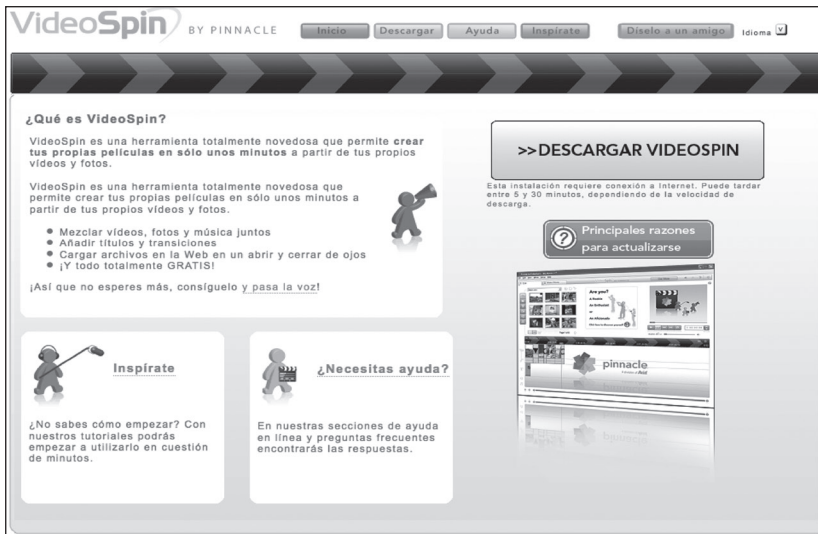 VideoSpin BY PINNACLE
Inicio Descargar Ayuda Inspírate Díselo a un amigo Idioma
¿Qué es VideoSpin?
VideoSpin es una herramienta totalmente novedosa que permite crear
tus propias películas en sólo unos minutos a partir de tus propios
vídeos y fotos.
VideoSpin es una herramienta totalmente novedosa que
permite crear tus propias películas en sólo unos minutos a
partir de tus propios vídeos y fotos.
Mezclar vídeos, fotos y música juntos
Añadir títulos y transiciones
Cargar archivos en la Web en un abrir y cerrar de ojos
¡Y todo totalmente GRATIS!
¡Así que no esperes más, consíguelo y pasa la voz!
>>DESCARGAR VIDEOSPIN
Esta instalación requiere conexión a Internet. Puede tardar
entre 5 y 30 minutos, dependiendo de la velocidad de
descarga.
Principales razones
para actualizarse
Are you?
pinnacle
Inspírate
¿No sabes cómo empezar? Con
nuestros tutoriales podrás
empezar a utilizarlo en cuestión
de minutos.
¿Necesitas ayuda?
En nuestras secciones de ayuda
en línea y preguntas frecuentes
encontrarás las respuestas.